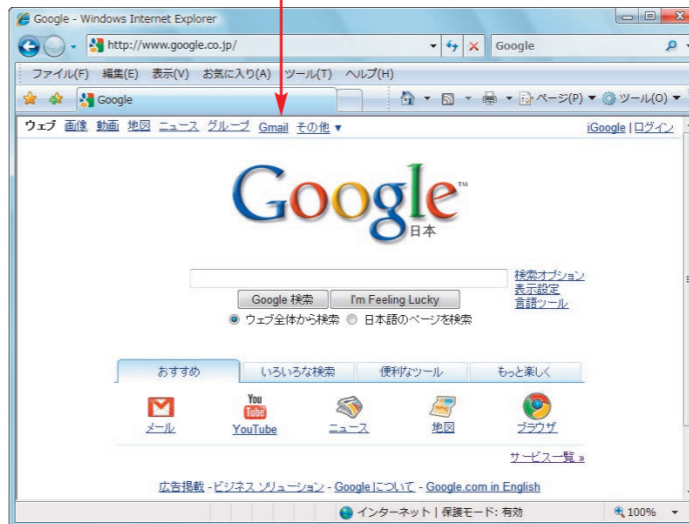 Google - Windows Internet Explorer
http://www.google.co.jp/ Google
ファイル(F) 編集(E) 表示(V) お気に入り(A) ツール(T) ヘルプ(H)
Google ページ(P) ツール(O)
ウェブ 画像 動画 地図 ニュース グループ Gmail その他 ▼ iGoogle | ログイン
Google™
日本
検索オプション
表示設定
言語ツール
Google 検索 I'm Feeling Lucky
ウェブ全体から検索 日本語のページを検索
おすすめ いろいろな検索 便利なツール もっと楽しく
You Tube
メール YouTube ニュース 地図 ブラウザ
サービス一覧 »
広告掲載 - ビジネス ソリューション - Google について - Google.com in English
インターネット | 保護モード: 有効 100%